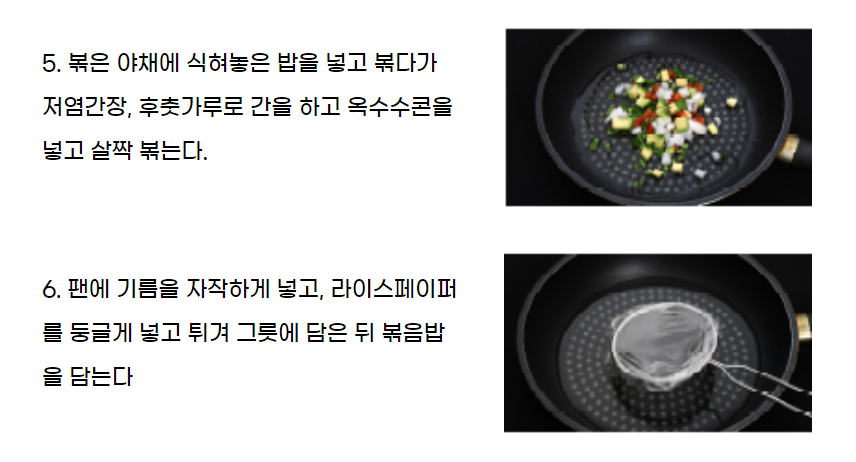 5. 볶은 야채에 식혀놓은 밥을 넣고 볶다가
저염간장, 후춧가루로 간을 하고 옥수수콘을
넣고 살짝 볶는다.
6. 팬에 기름을 자작하게 넣고, 라이스페이퍼
를 둥글게 넣고 튀겨 그릇에 담은 뒤 볶음밥
을 담는다